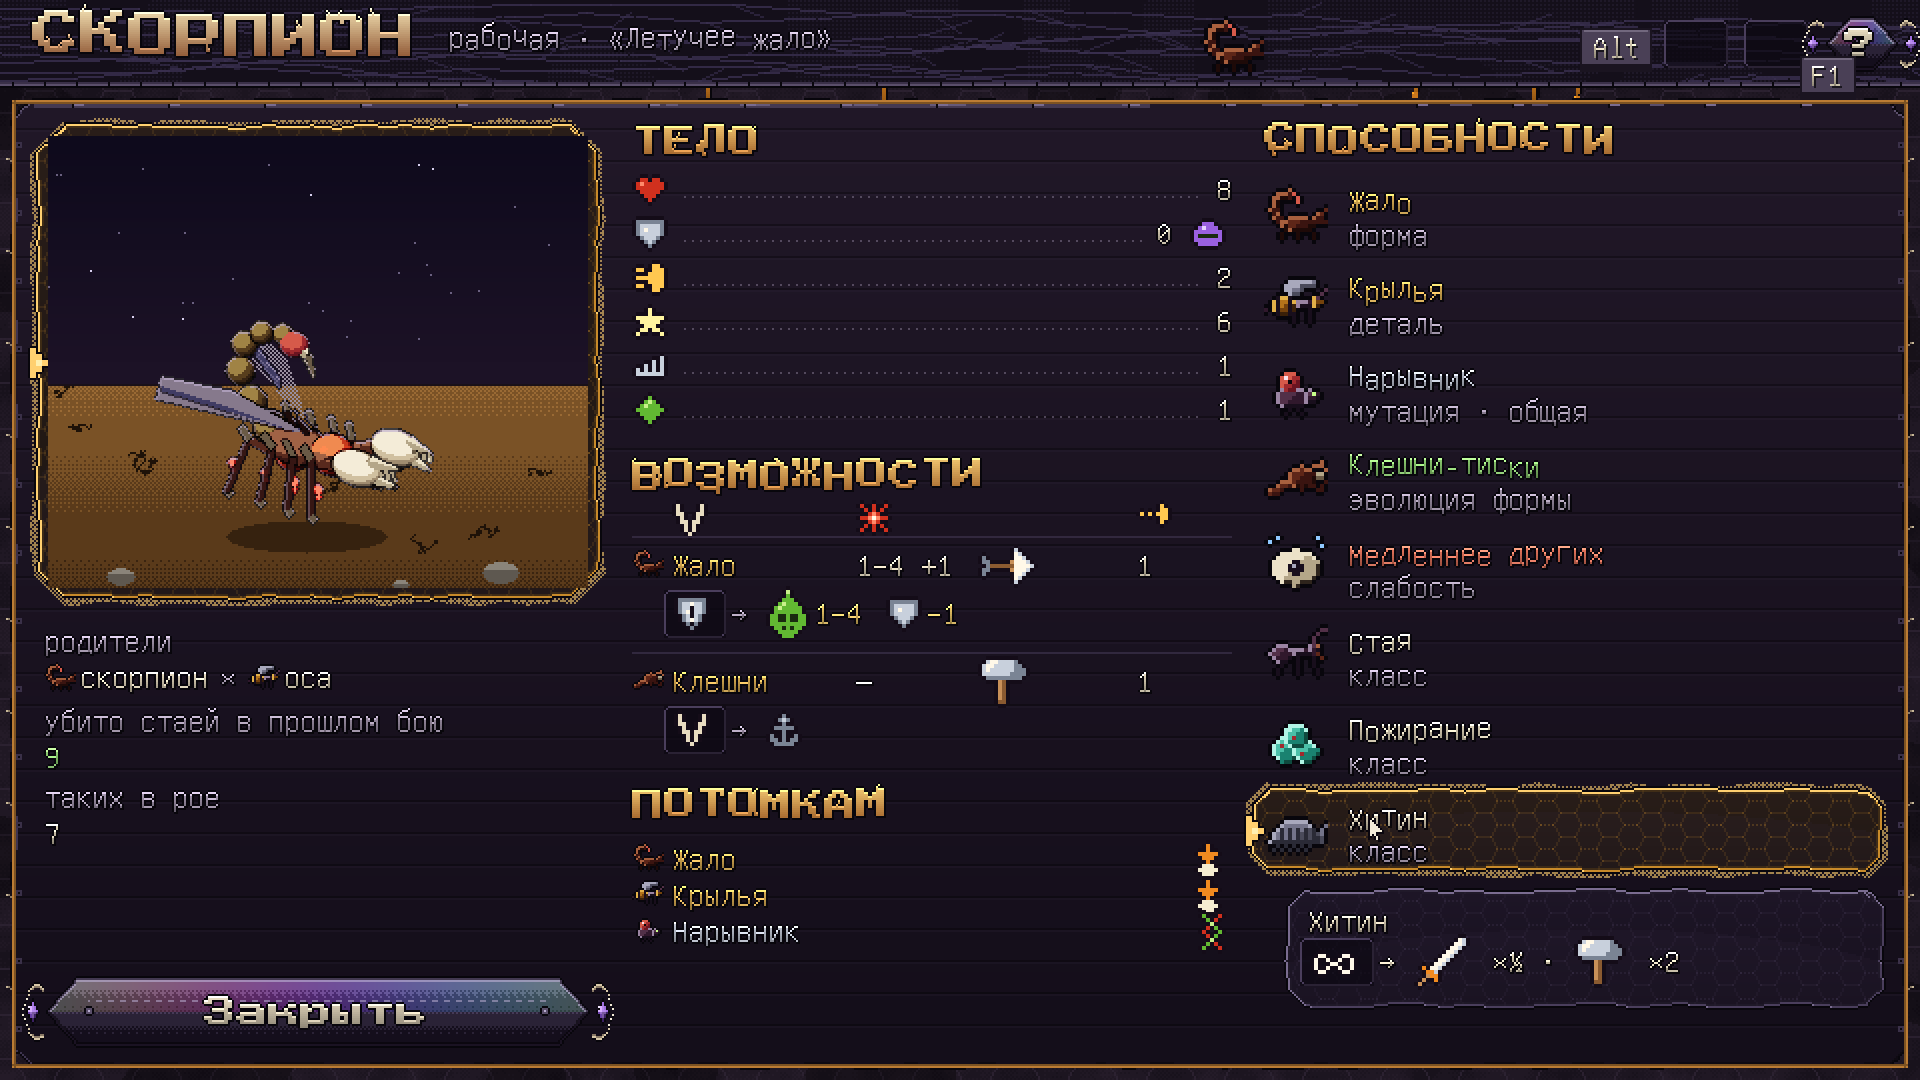 СКОРПИОН
рабочая · «Летучее жало»
Alt
F1
ТЕЛО
8
0
2
6
1
1
ВОЗМОЖНОСТИ
Жало 1-4 +1 1
→ 1-4 -1
Клешни – 1
→
ПОТОМКАМ
Жало
Крылья
Нарывник
родители
скорпион × оса
убито стаей в прошлом бою
9
таких в рое
7
Закрыть
СПОСОБНОСТИ
Жало
форма
Крылья
деталь
Нарывник
мутация · общая
Клешни-тиски
эволюция формы
Медленнее других
слабость
Стая
класс
Пожирание
класс
Хитин
класс
Хитин
∞ → ×½ · ×2